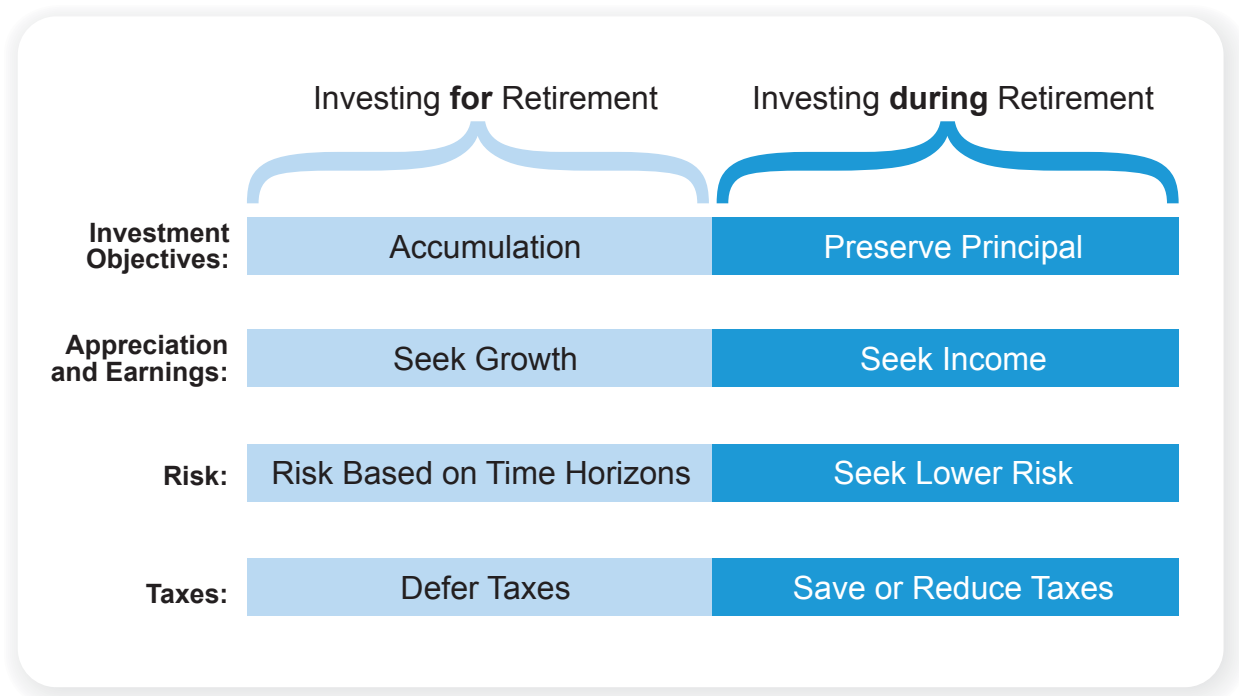 Investing for Retirement
Investing during Retirement
Investment
Objectives:
Accumulation
Preserve Principal
Appreciation
and Earnings:
Seek Growth
Seek Income
Risk:
Risk Based on Time Horizons
Seek Lower Risk
Taxes:
Defer Taxes
Save or Reduce Taxes